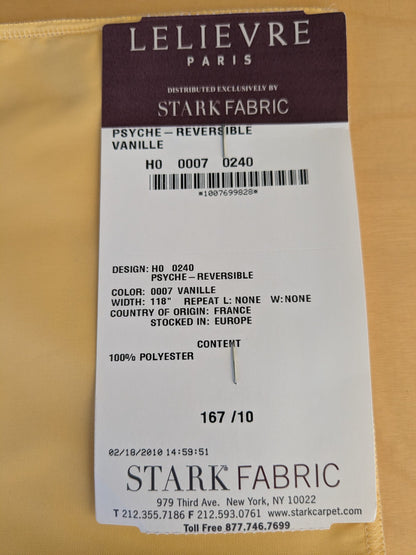 LELIEVRE
PARIS
DISTRIBUTED EXCLUSIVELY BY
STARK FABRIC
PSYCHE-REVERSIBLE
VANILLE
H0 0007 0240
*1007699828*
DESIGN: H0 0240
PSYCHE-REVERSIBLE
COLOR: 0007 VANILLE
WIDTH: 118" REPEAT L: NONE W:NONE
COUNTRY OF ORIGIN: FRANCE
STOCKED IN: EUROPE
CONTENT
100% POLYESTER
167 /10
02/18/2010 14:59:51
STARK FABRIC
979 Third Ave. New York, NY 10022
T 212.355.7186 F 212.593.0761 www.starkcarpet.com
Toll Free 877.746.7699